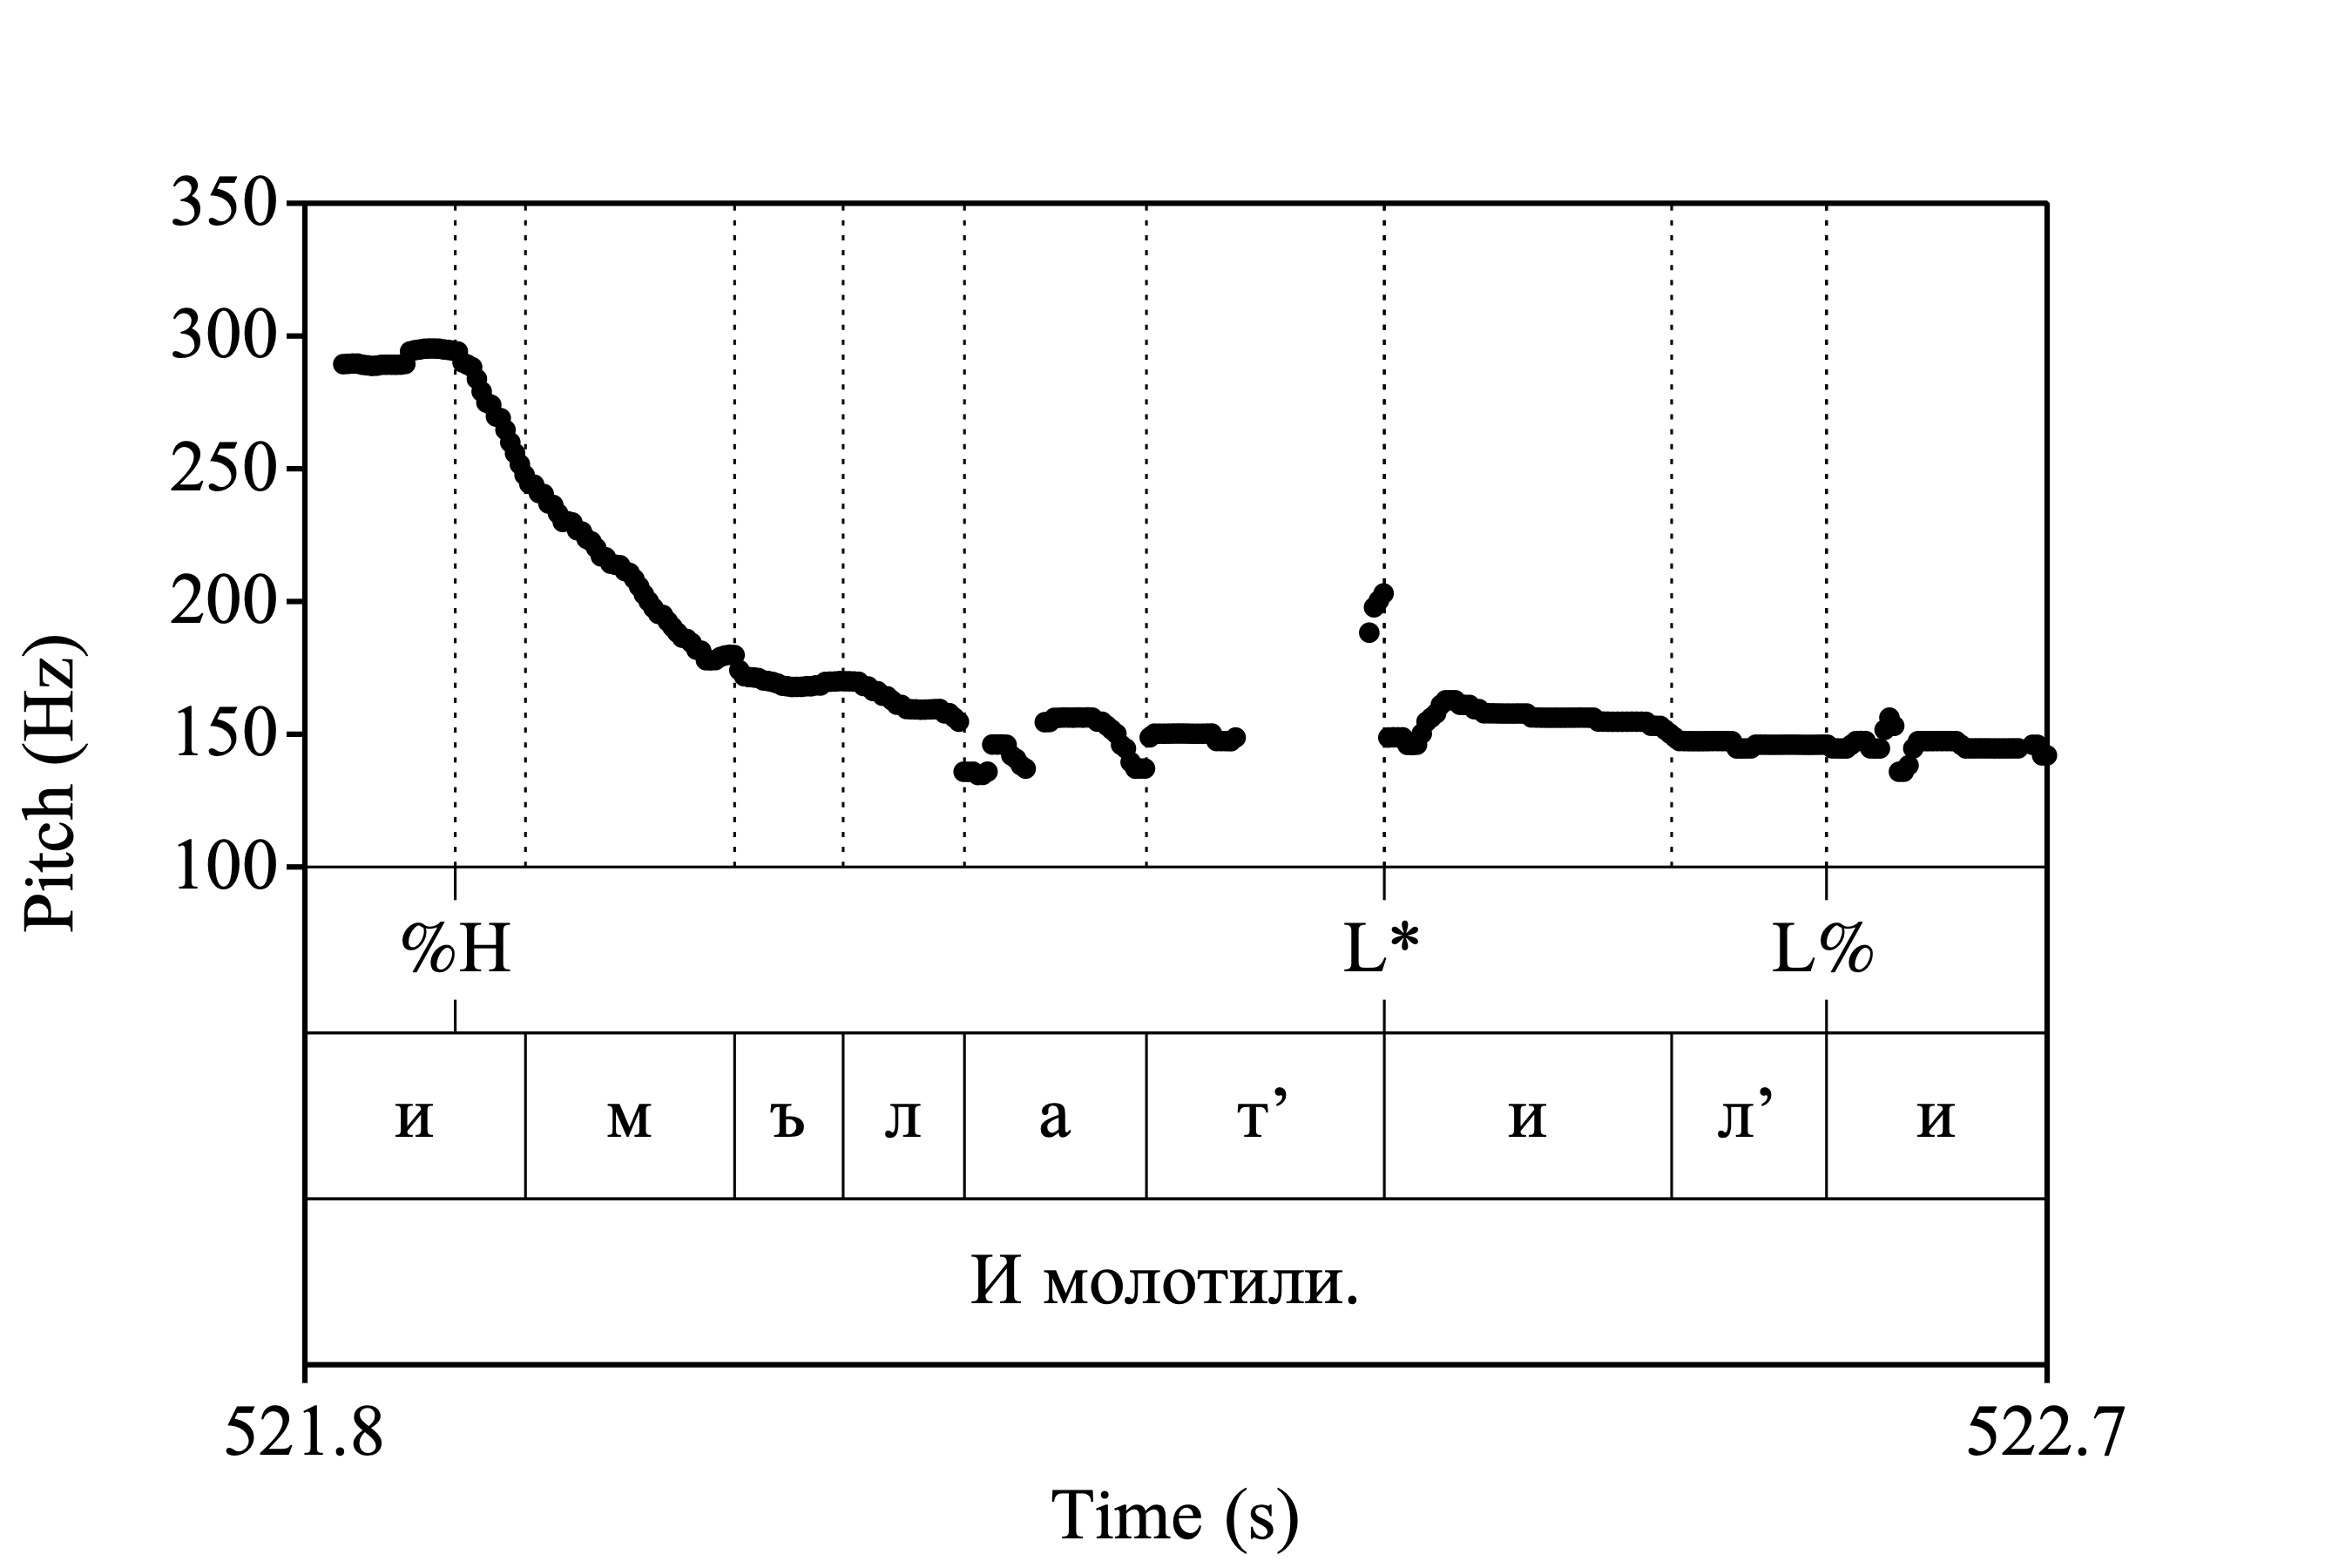 350
300
250
200
150
100
Pitch (Hz)
%H L* L%
и м ъ л а т’ и л’ и
И молотили.
521.8 522.7
Time (s)